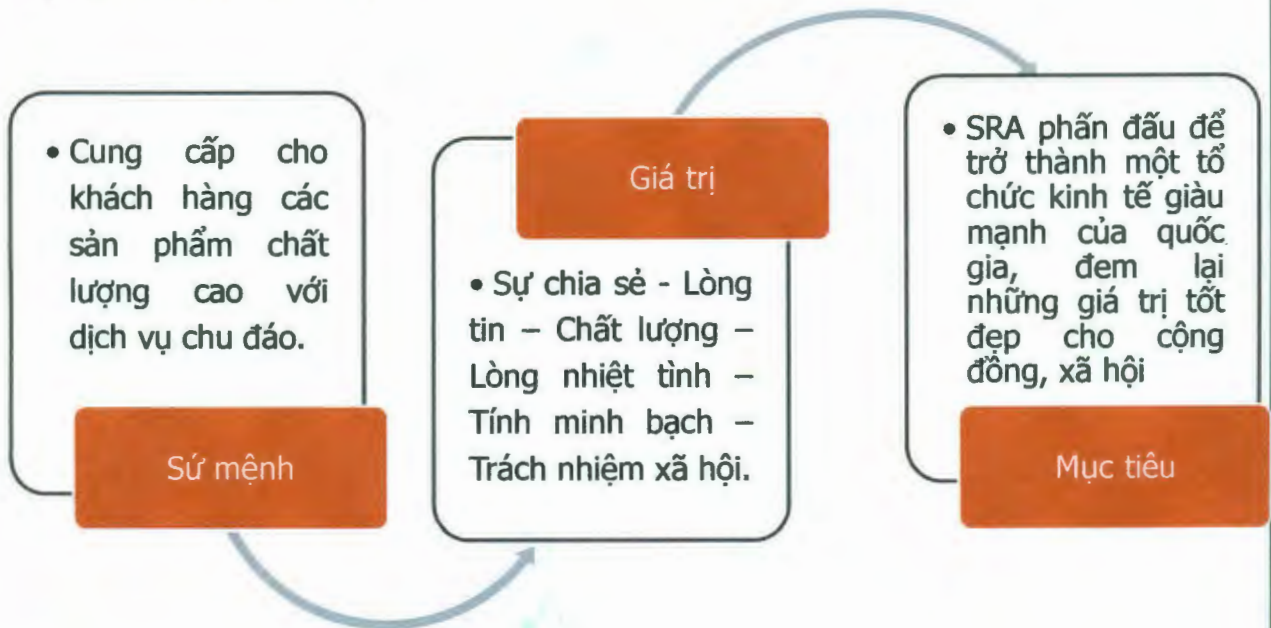 • Cung cấp cho
khách hàng các
sản phẩm chất
lượng cao với
dịch vụ chu đáo.
Sứ mệnh
Giá trị
• Sự chia sẻ - Lòng
tin – Chất lượng –
Lòng nhiệt tình –
Tính minh bạch –
Trách nhiệm xã hội.
• SRA phấn đấu để
trở thành một tổ
chức kinh tế giàu
mạnh của quốc
gia, đem lại
những giá trị tốt
đẹp cho cộng
đồng, xã hội
Mục tiêu